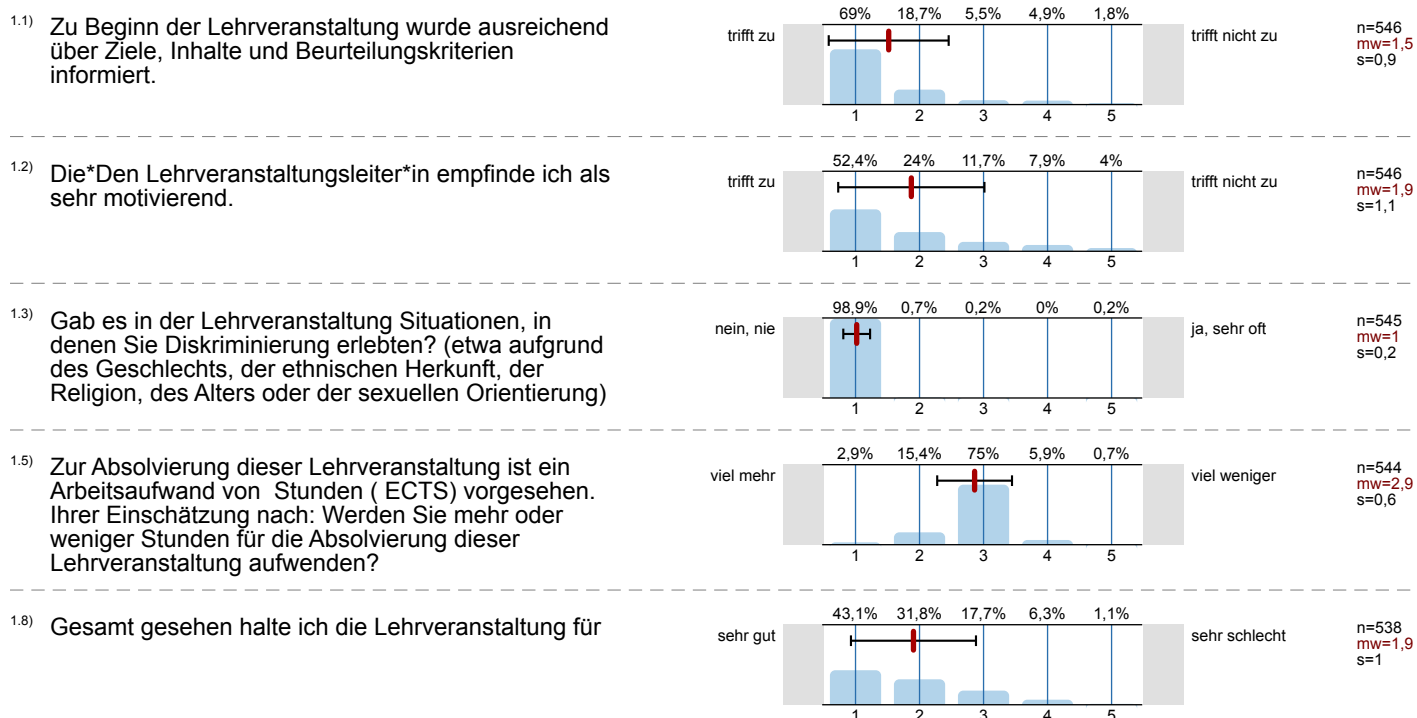 1.1) Zu Beginn der Lehrveranstaltung wurde ausreichend
über Ziele, Inhalte und Beurteilungskriterien
informiert.
trifft zu
69% 18,7% 5,5% 4,9% 1,8%
1 2 3 4 5
trifft nicht zu
n=546
mw=1,5
s=0,9
1.2) Die*Den Lehrveranstaltungsleiter*in empfinde ich als
sehr motivierend.
trifft zu
52,4% 24% 11,7% 7,9% 4%
1 2 3 4 5
trifft nicht zu
n=546
mw=1,9
s=1,1
1.3) Gab es in der Lehrveranstaltung Situationen, in
denen Sie Diskriminierung erlebten? (etwa aufgrund
des Geschlechts, der ethnischen Herkunft, der
Religion, des Alters oder der sexuellen Orientierung)
nein, nie
98,9% 0,7% 0,2% 0% 0,2%
1 2 3 4 5
ja, sehr oft
n=545
mw=1
s=0,2
1.5) Zur Absolvierung dieser Lehrveranstaltung ist ein
Arbeitsaufwand von  Stunden ( ECTS) vorgesehen.
Ihrer Einschätzung nach: Werden Sie mehr oder
weniger Stunden für die Absolvierung dieser
Lehrveranstaltung aufwenden?
viel mehr
2,9% 15,4% 75% 5,9% 0,7%
1 2 3 4 5
viel weniger
n=544
mw=2,9
s=0,6
1.8) Gesamt gesehen halte ich die Lehrveranstaltung für
sehr gut
43,1% 31,8% 17,7% 6,3% 1,1%
1 2 3 4 5
sehr schlecht
n=538
mw=1,9
s=1